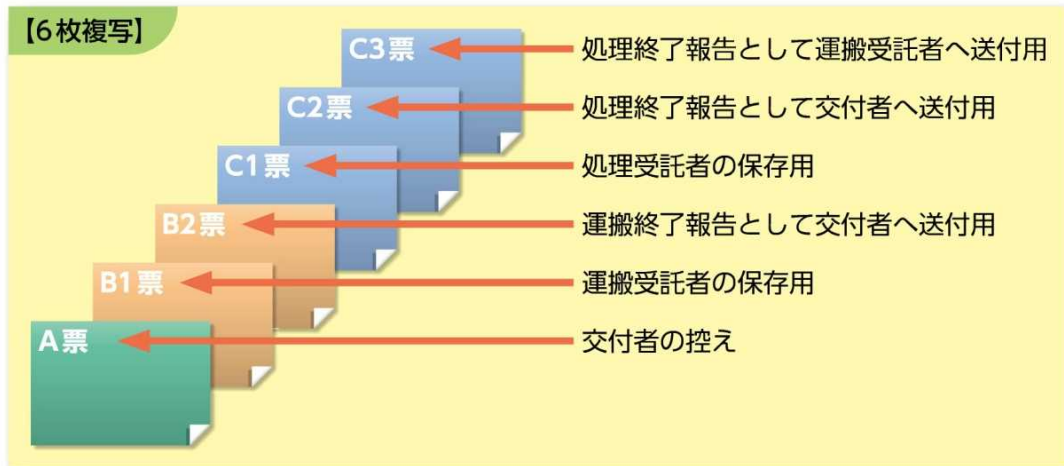 【6枚複写】
C3票 処理終了報告として運搬受託者へ送付用
C2票 処理終了報告として交付者へ送付用
C1票 処理受託者の保存用
B2票 運搬終了報告として交付者へ送付用
B1票 運搬受託者の保存用
A票 交付者の控え